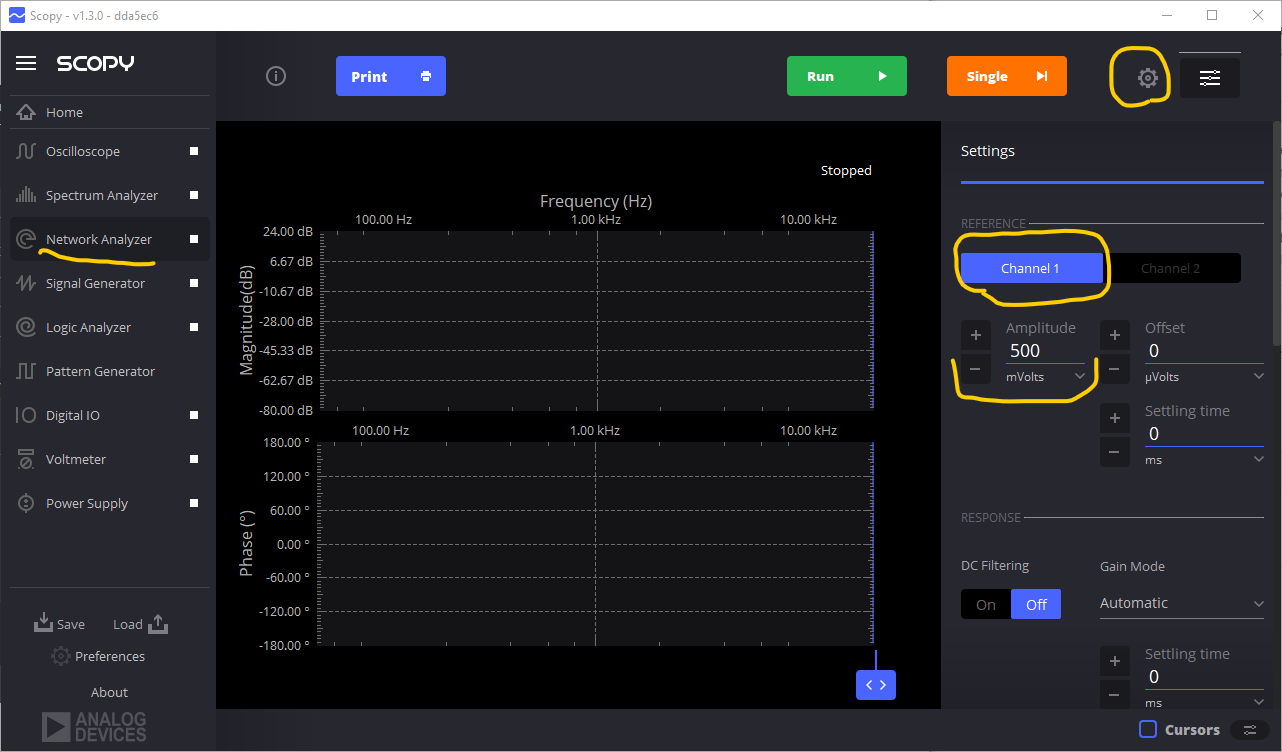 Scopy - v1.3.0 - dda5ec6
SCOPY
Home
Oscilloscope
Spectrum Analyzer
Network Analyzer
Signal Generator
Logic Analyzer
Pattern Generator
Digital IO
Voltmeter
Power Supply
Save Load
Preferences
About
ANALOG
DEVICES
Print Run Single
Stopped
Frequency (Hz)
100.00 Hz 1.00 kHz 10.00 kHz
Magnitude(dB)
24.00 dB
6.67 dB
-10.67 dB
-28.00 dB
-45.33 dB
-62.67 dB
-80.00 dB
100.00 Hz 1.00 kHz 10.00 kHz
Phase (°)
180.00 °
120.00 °
60.00 °
0.00 °
-60.00 °
-120.00 °
-180.00 °
Settings
REFERENCE
Channel 1 Channel 2
Amplitude Offset
500 0
mVolts µVolts
Settling time
0
ms
RESPONSE
DC Filtering Gain Mode
On Off Automatic
Settling time
0
ms
Cursors